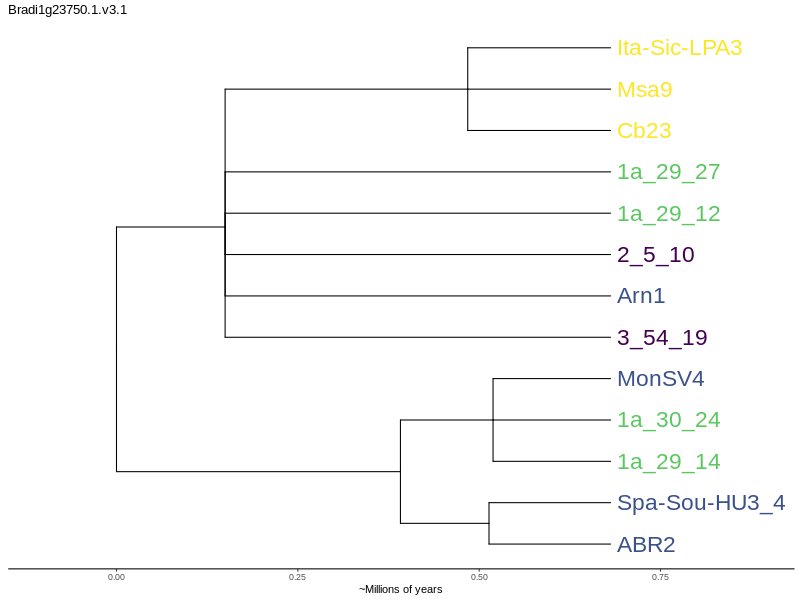 Bradi1g23750.1.v3.1
Ita-Sic-LPA3
Msa9
Cb23
1a_29_27
1a_29_12
2_5_10
Arn1
3_54_19
MonSV4
1a_30_24
1a_29_14
Spa-Sou-HU3_4
ABR2
0.00 0.25 0.50 0.75
~Millions of years